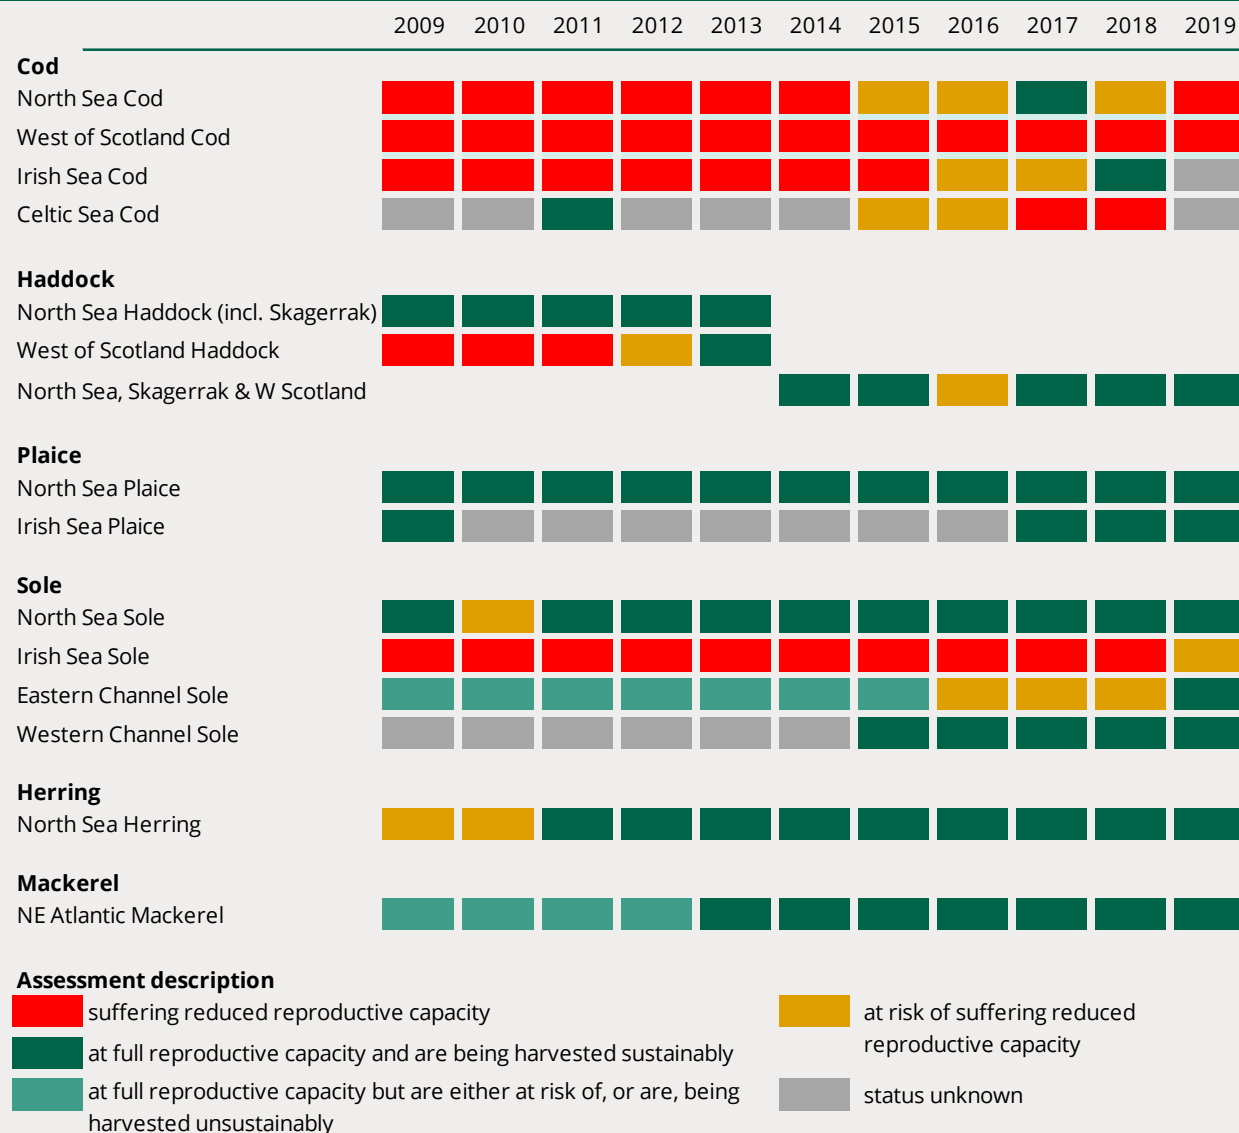 2009 2010 2011 2012 2013 2014 2015 2016 2017 2018 2019
Cod
North Sea Cod
West of Scotland Cod
Irish Sea Cod
Celtic Sea Cod
Haddock
North Sea Haddock (incl. Skagerrak)
West of Scotland Haddock
North Sea, Skagerrak & W Scotland
Plaice
North Sea Plaice
Irish Sea Plaice
Sole
North Sea Sole
Irish Sea Sole
Eastern Channel Sole
Western Channel Sole
Herring
North Sea Herring
Mackerel
NE Atlantic Mackerel
Assessment description
suffering reduced reproductive capacity
at full reproductive capacity and are being harvested sustainably
at full reproductive capacity but are either at risk of, or are, being
harvested unsustainably
at risk of suffering reduced
reproductive capacity
status unknown